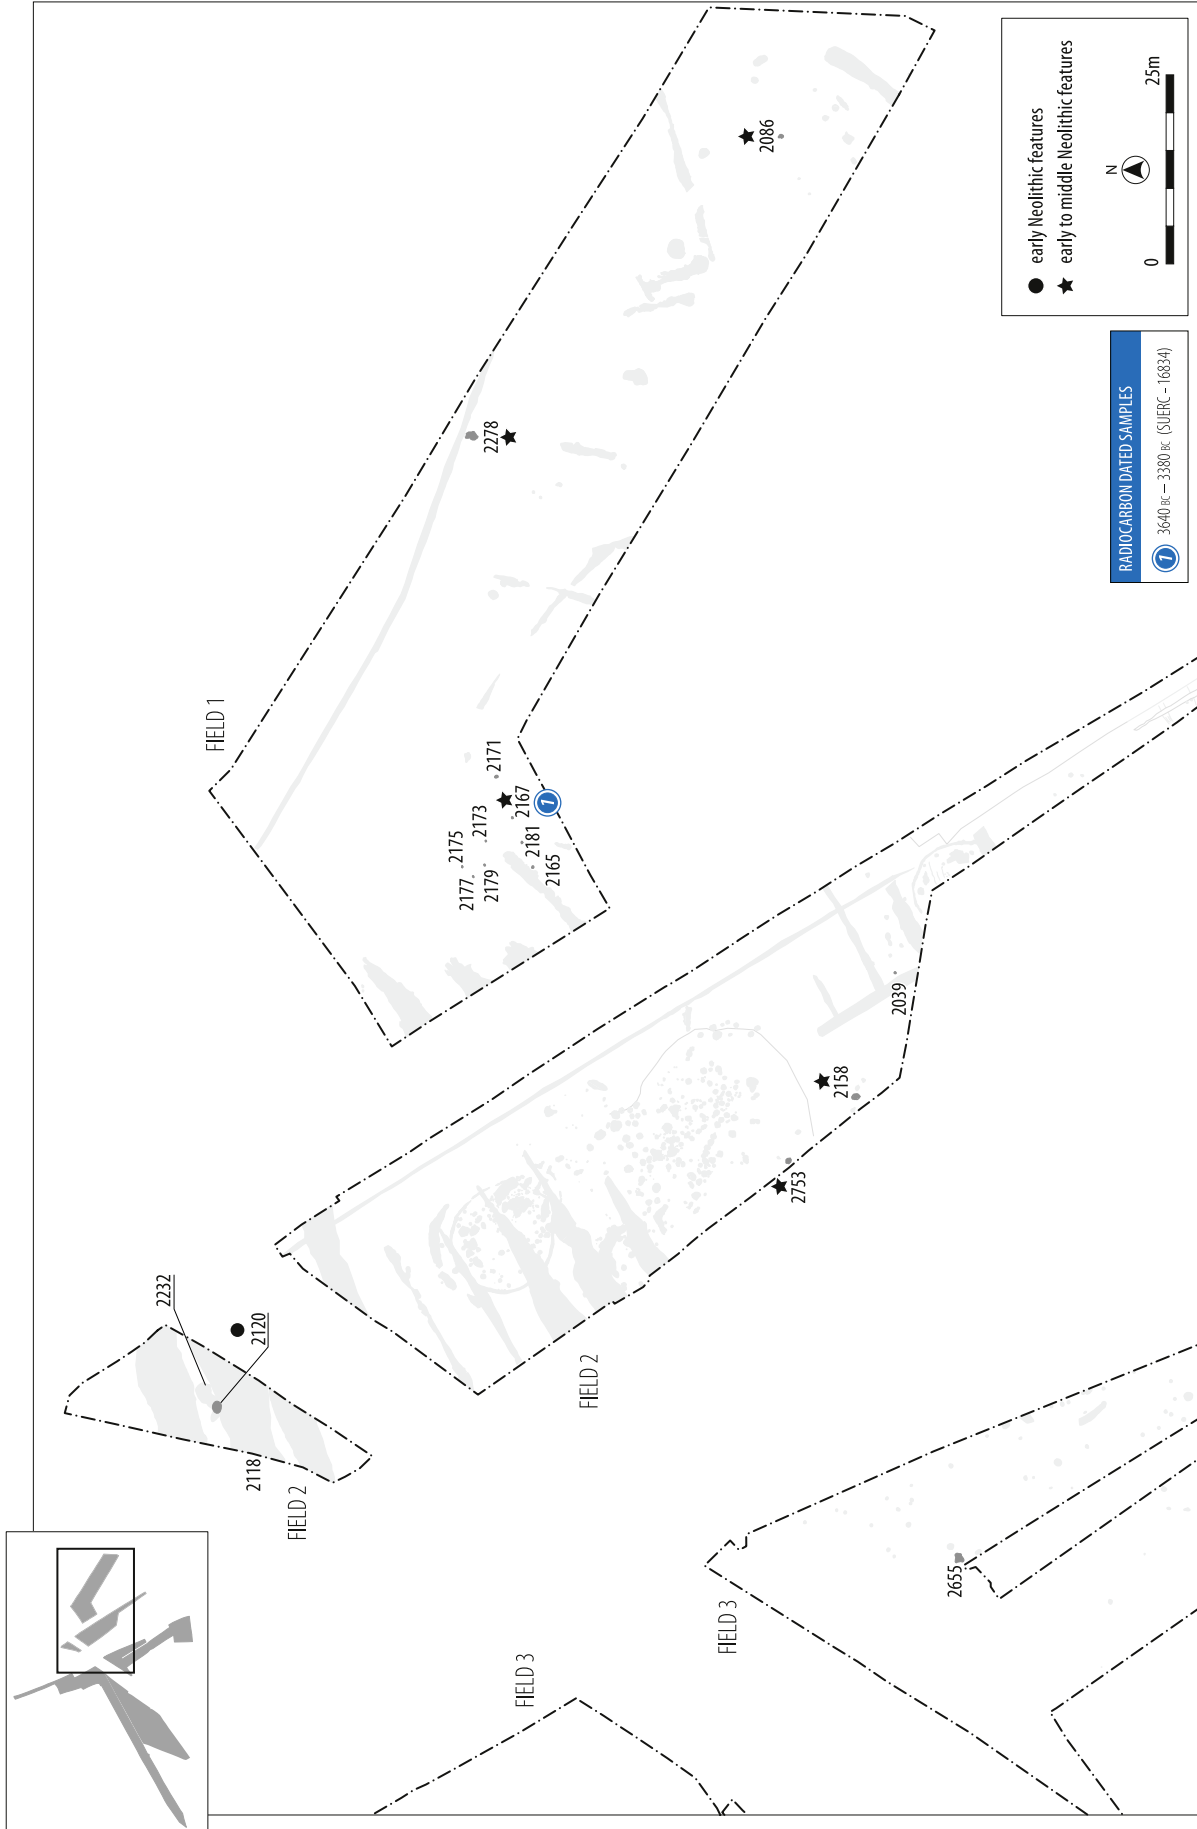 FIELD 1
2086
2278
2171
2167
1
2173
2181
2175
2165
2177
2179
2039
2158
2753
FIELD 2
2232
2120
2118
FIELD 2
FIELD 3
2655
FIELD 3
early Neolithic features
early to middle Neolithic features
N
0
25m
RADIOCARBON DATED SAMPLES
1 3640 BC – 3380 BC (SUERC - 16834)